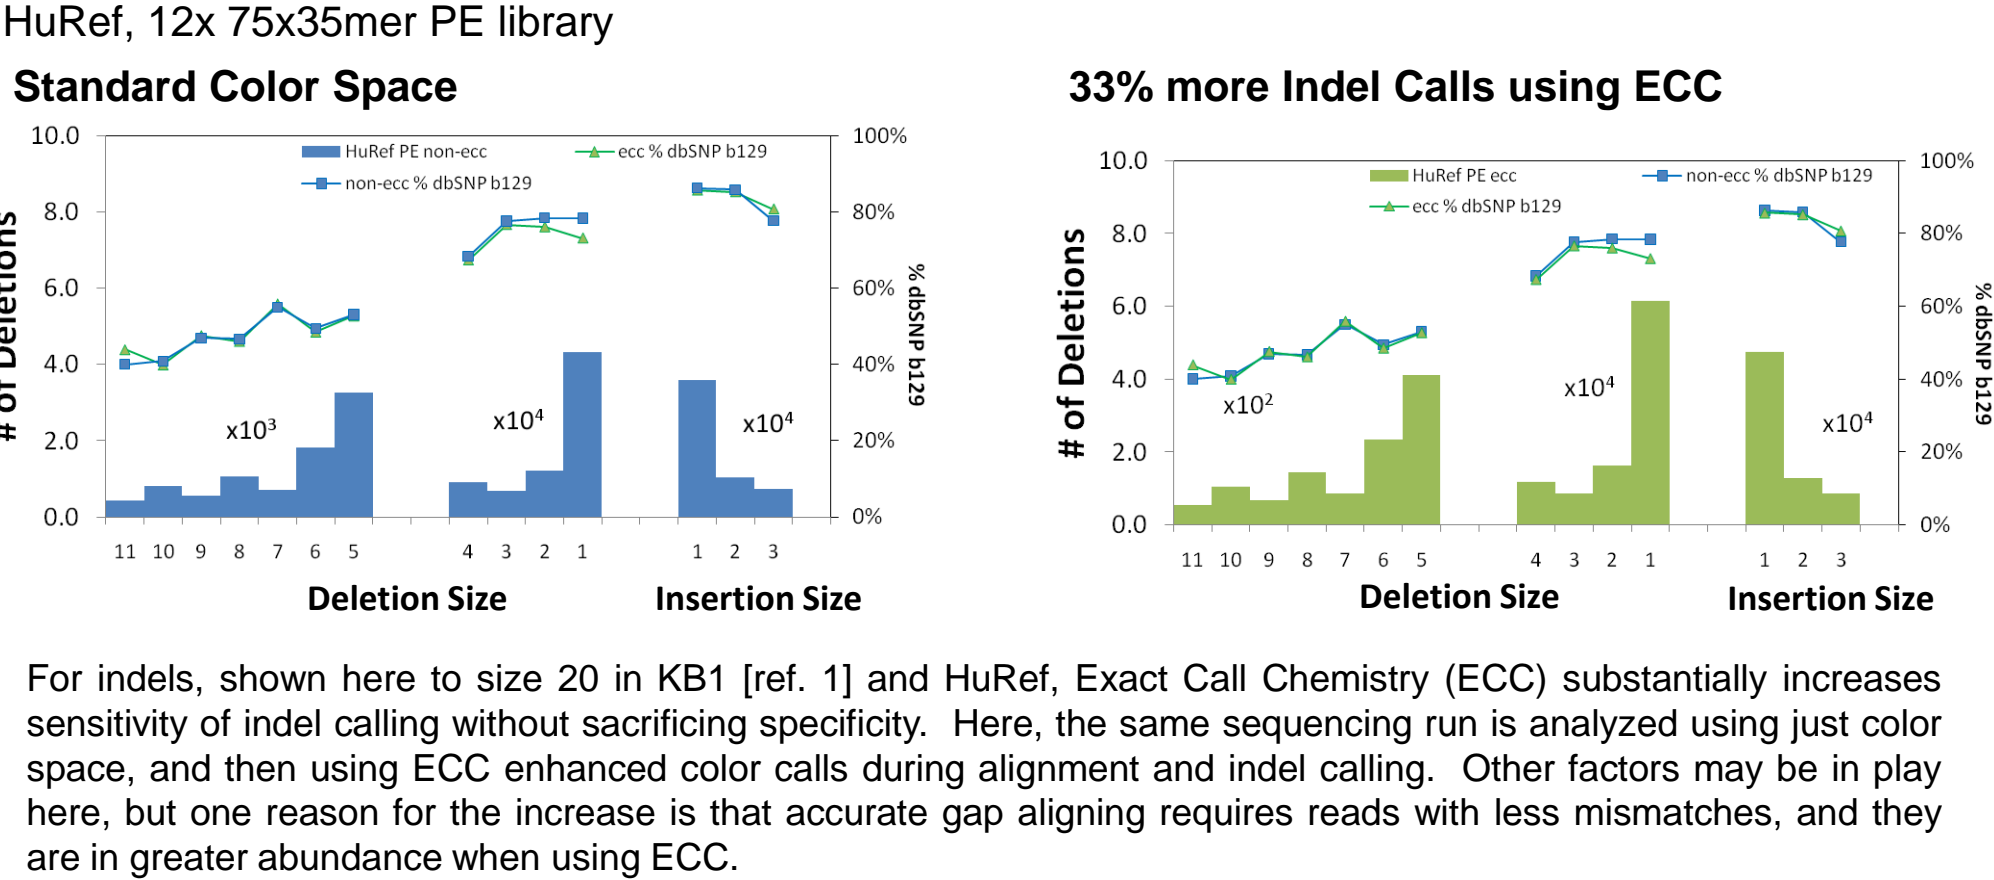 HuRef, 12x 75x35mer PE library
Standard Color Space
10.0
8.0
6.0
4.0
2.0
0.0
# of Deletions
HuRef PE non-ecc
ecc % dbSNP b129
non-ecc % dbSNP b129
x10³
x10⁴
x10⁴
100%
80%
60%
40%
20%
0%
% dbSNP b129
11 10 9 8 7 6 5 4 3 2 1 1 2 3
Deletion Size
Insertion Size
33% more Indel Calls using ECC
10.0
8.0
6.0
4.0
2.0
0.0
# of Deletions
HuRef PE ecc
non-ecc % dbSNP b129
ecc % dbSNP b129
x10²
x10⁴
x10⁴
100%
80%
60%
40%
20%
0%
% dbSNP b129
11 10 9 8 7 6 5 4 3 2 1 1 2 3
Deletion Size
Insertion Size
For indels, shown here to size 20 in KB1 [ref. 1] and HuRef, Exact Call Chemistry (ECC) substantially increases
sensitivity of indel calling without sacrificing specificity. Here, the same sequencing run is analyzed using just color
space, and then using ECC enhanced color calls during alignment and indel calling. Other factors may be in play
here, but one reason for the increase is that accurate gap aligning requires reads with less mismatches, and they
are in greater abundance when using ECC.